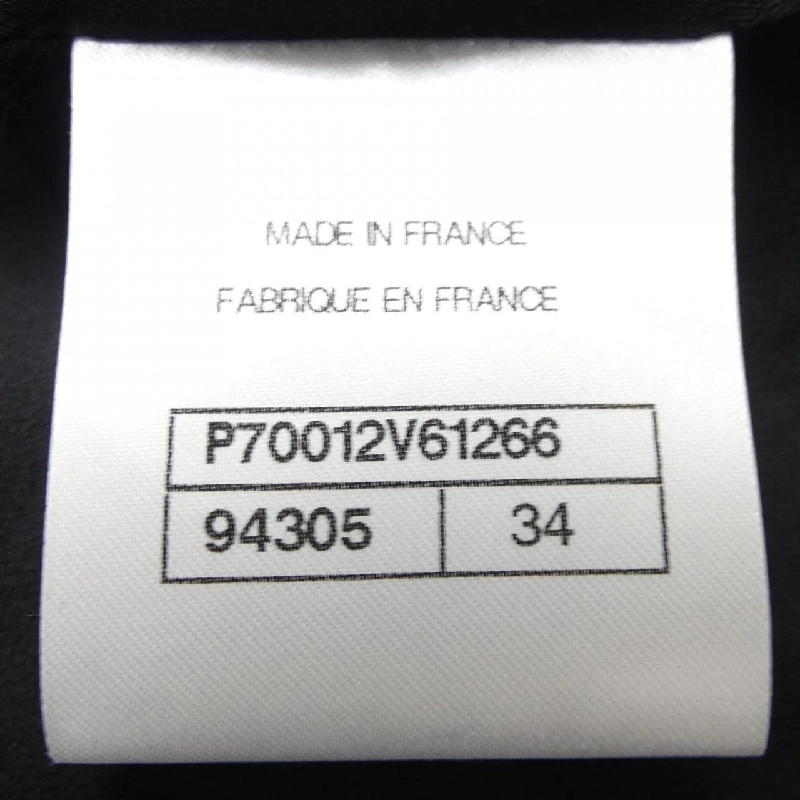 MADE IN FRANCE
FABRIQUE EN FRANCE
P70012V61266
94305 34